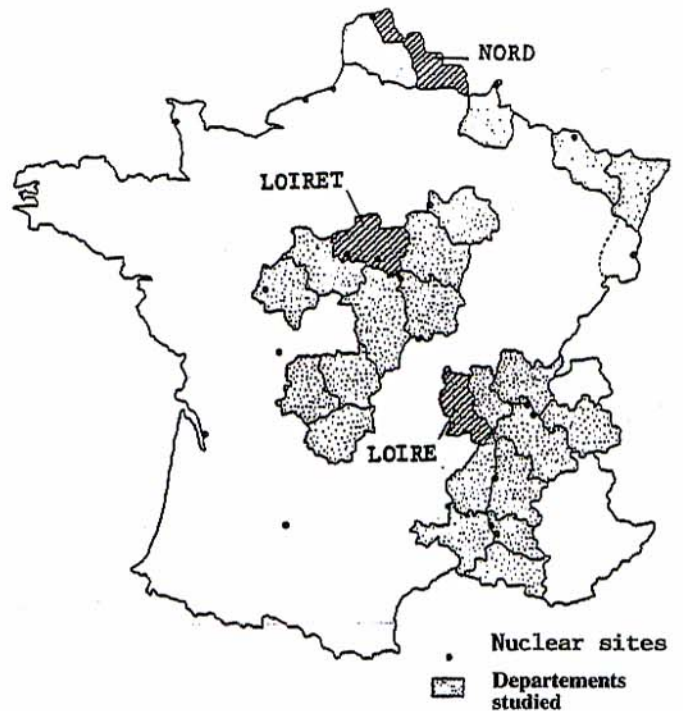 NORD
LOIRET
LOIRE
Nuclear sites
Departements
studied